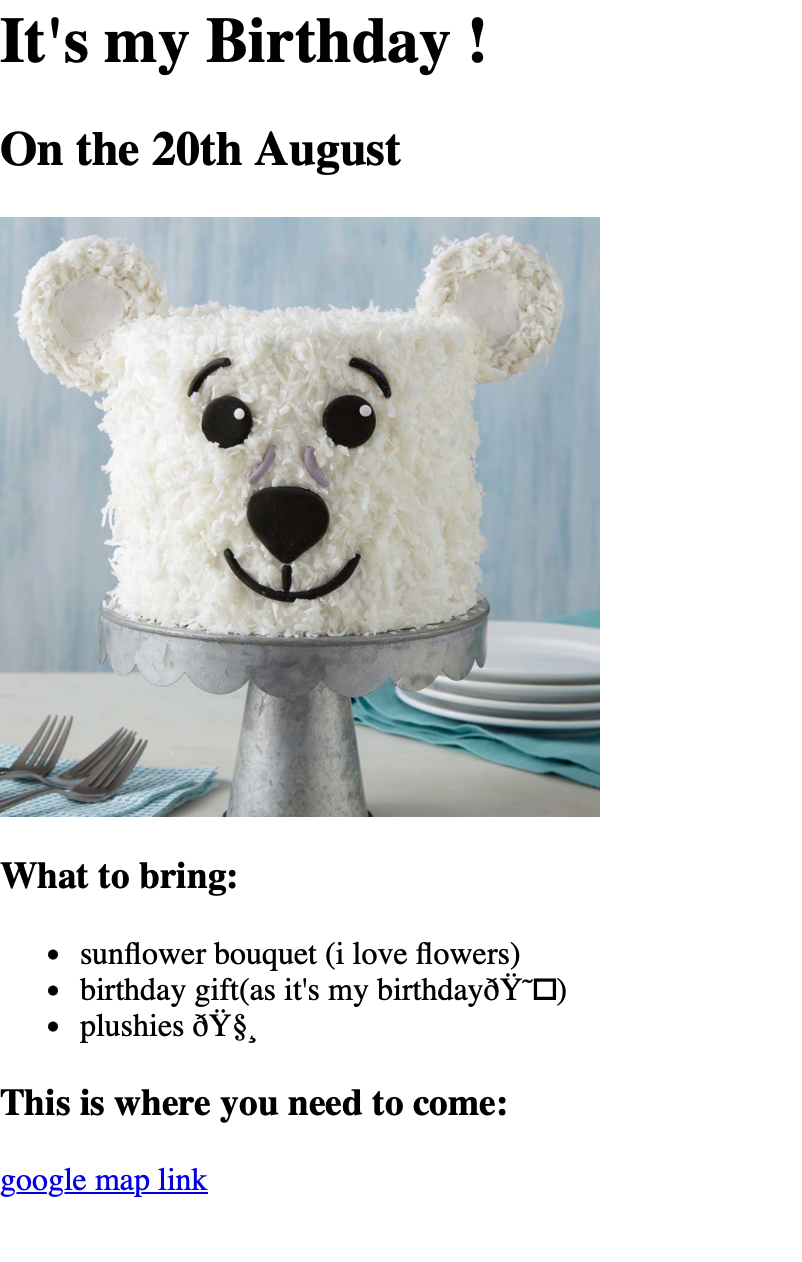 It's my Birthday !
On the 20th August
What to bring:
sunflower bouquet (i love flowers)
birthday gift(as it's my birthdayðŸ˜□)
plushies ðŸ§¸
This is where you need to come:
google map link